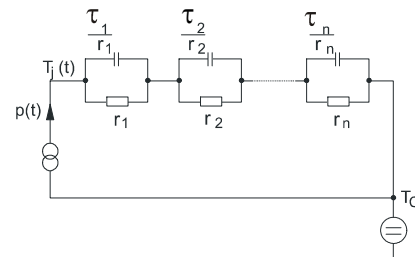 τ1 τ2 τn
r1 r2 rn
Tj (t)
p(t)
r1 r2 rn
TC